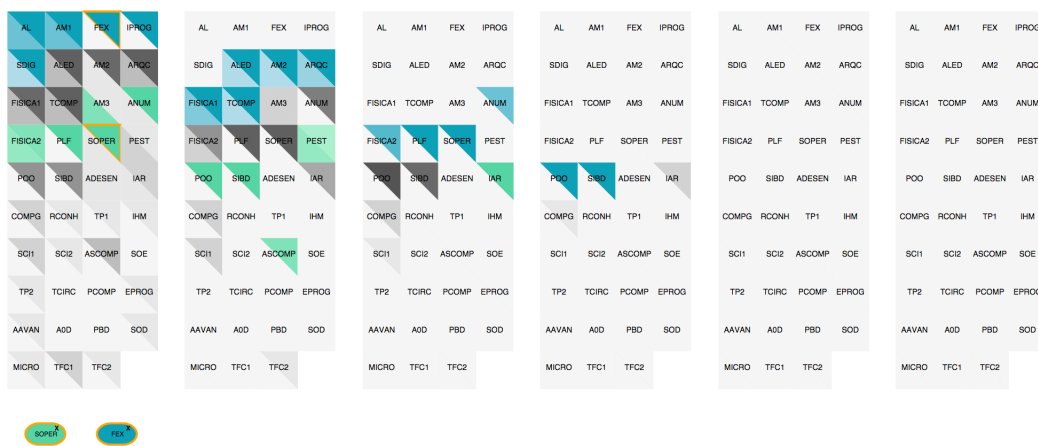 AL AM1 FEX IPROG AL AM1 FEX IPROG AL AM1 FEX IPROG AL AM1 FEX IPROG AL AM1 FEX IPROG AL AM1 FEX IPROG
SDIG ALED AM2 ARQC SDIG ALED AM2 ARQC SDIG ALED AM2 ARQC SDIG ALED AM2 ARQC SDIG ALED AM2 ARQC SDIG ALED AM2 ARQC
FISICA1 TCOMP AM3 ANUM FISICA1 TCOMP AM3 ANUM FISICA1 TCOMP AM3 ANUM FISICA1 TCOMP AM3 ANUM FISICA1 TCOMP AM3 ANUM FISICA1 TCOMP AM3 ANUM
FISICA2 PLF SOPER PEST FISICA2 PLF SOPER PEST FISICA2 PLF SOPER PEST FISICA2 PLF SOPER PEST FISICA2 PLF SOPER PEST FISICA2 PLF SOPER PEST
POO SIBD ADESEN IAR POO SIBD ADESEN IAR POO SIBD ADESEN IAR POO SIBD ADESEN IAR POO SIBD ADESEN IAR POO SIBD ADESEN IAR
COMPG RCONH TP1 IHM COMPG RCONH TP1 IHM COMPG RCONH TP1 IHM COMPG RCONH TP1 IHM COMPG RCONH TP1 IHM COMPG RCONH TP1 IHM
SCI1 SCI2 ASCOMP SOE SCI1 SCI2 ASCOMP SOE SCI1 SCI2 ASCOMP SOE SCI1 SCI2 ASCOMP SOE SCI1 SCI2 ASCOMP SOE SCI1 SCI2 ASCOMP SOE
TP2 TCIRC PCOMP EPROG TP2 TCIRC PCOMP EPROG TP2 TCIRC PCOMP EPROG TP2 TCIRC PCOMP EPROG TP2 TCIRC PCOMP EPROG TP2 TCIRC PCOMP EPROG
AAVAN A0D PBD SOD AAVAN A0D PBD SOD AAVAN A0D PBD SOD AAVAN A0D PBD SOD AAVAN A0D PBD SOD AAVAN A0D PBD SOD
MICRO TFC1 TFC2 MICRO TFC1 TFC2 MICRO TFC1 TFC2 MICRO TFC1 TFC2 MICRO TFC1 TFC2 MICRO TFC1 TFC2
SOPER X FEX X